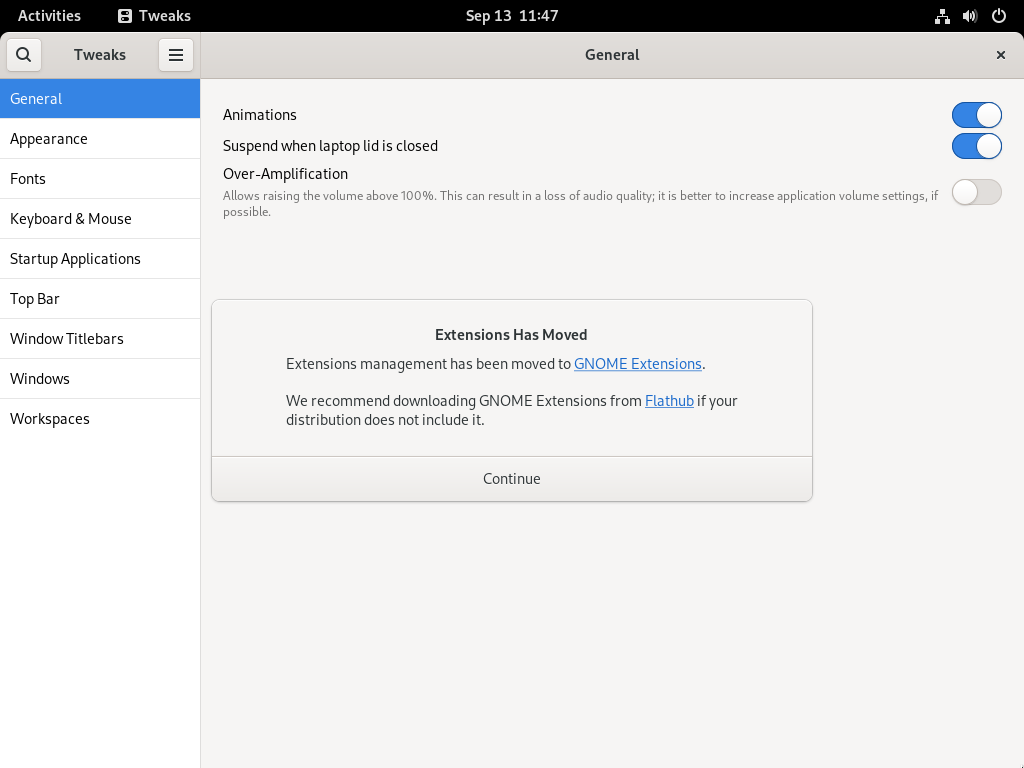 Activities
Tweaks
Sep 13 11:47
Tweaks
General
General
Appearance
Fonts
Keyboard & Mouse
Startup Applications
Top Bar
Window Titlebars
Windows
Workspaces
Animations
Suspend when laptop lid is closed
Over-Amplification
Allows raising the volume above 100%. This can result in a loss of audio quality; it is better to increase application volume settings, if
possible.
Extensions Has Moved
Extensions management has been moved to GNOME Extensions.
We recommend downloading GNOME Extensions from Flathub if your
distribution does not include it.
Continue